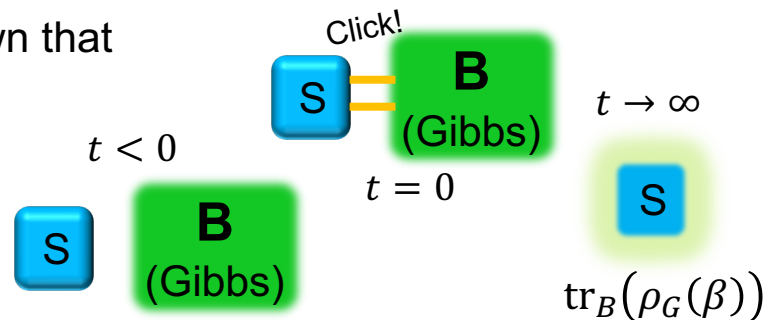 wn that
Click!
S
B
(Gibbs)
t → ∞
t < 0
t = 0
S
S
B
(Gibbs)
tr_B(ρ_G(β))